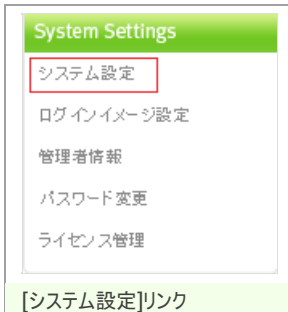 System Settings
システム設定
ログインイメージ設定
管理者情報
パスワード変更
ライセンス管理
[システム設定]リンク